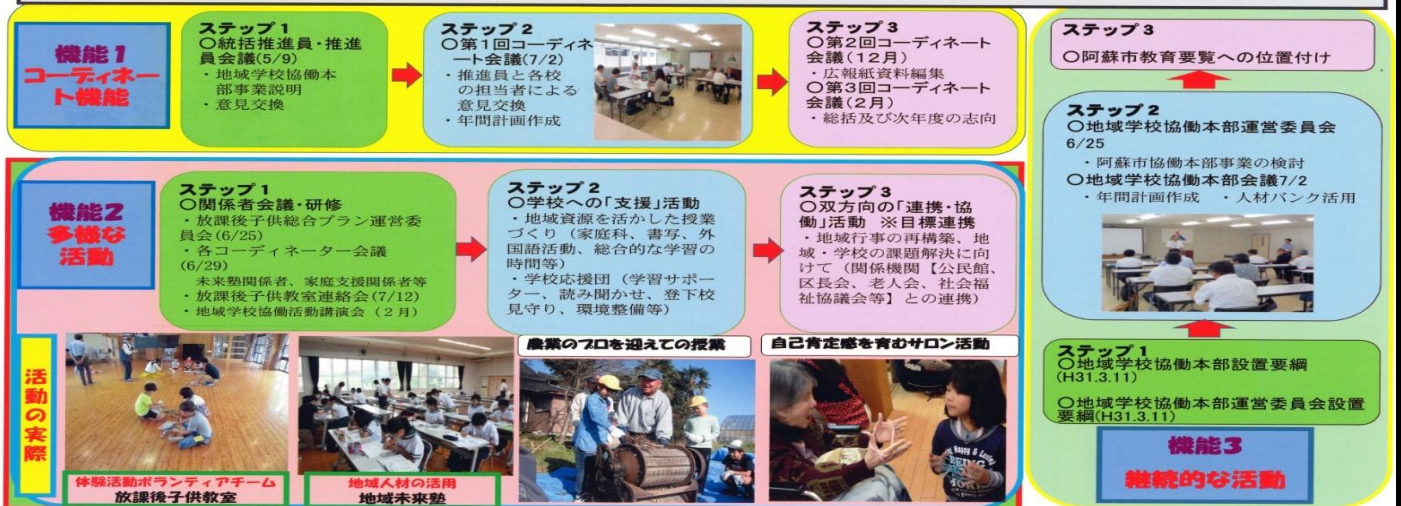 機能1
コーディネー
ト機能
ステップ1
○統括推進員・推進
員会議(5/9)
・地域学校協働本
部事業説明
・意見交換
ステップ2
○第1回コーディネ
ート会議(7/2)
・推進員と各校
の担当者による
意見交換
・年間計画作成
ステップ3
○第2回コーディネート
会議(12月)
・広報紙資料編集
○第3回コーディネート
会議(2月)
・総括及び次年度の志向
機能2
多様な
活動
ステップ1
○関係者会議・研修
・放課後子供総合プラン運営委
員会(6/25)
・各コーディネーター会議
(6/29)
未来塾関係者、家庭支援関係者等
・放課後子供教室連絡会(7/12)
・地域学校協働活動講演会(2月)
ステップ2
○学校への「支援」活動
・地域資源を活かした授業
づくり(家庭科、書写、外
国語活動、総合的な学習の
時間等)
・学校応援団(学習サポー
ター、読み聞かせ、登下校
見守り、環境整備等)
ステップ3
○双方向の「連携・協
働」活動 ※目標連携
・地域行事の再構築、地
域・学校の課題解決に向
けて(関係機関【公民館、
区長会、老人会、社会福
祉協議会等】との連携)
活動の実際
体験活動ボランティアチーム
放課後子供教室
地域人材の活用
地域未来塾
農業のプロを迎えての授業
自己肯定感を育むサロン活動
ステップ3
○阿蘇市教育要覧への位置付け
ステップ2
○地域学校協働本部運営委員会
6/25
・阿蘇市協働本部事業の検討
○地域学校協働本部会議7/2
・年間計画作成 ・人材バンク活用
ステップ1
○地域学校協働本部設置要綱
(H31.3.11)
○地域学校協働本部運営委員会設置
要綱(H31.3.11)
機能3
継続的な活動